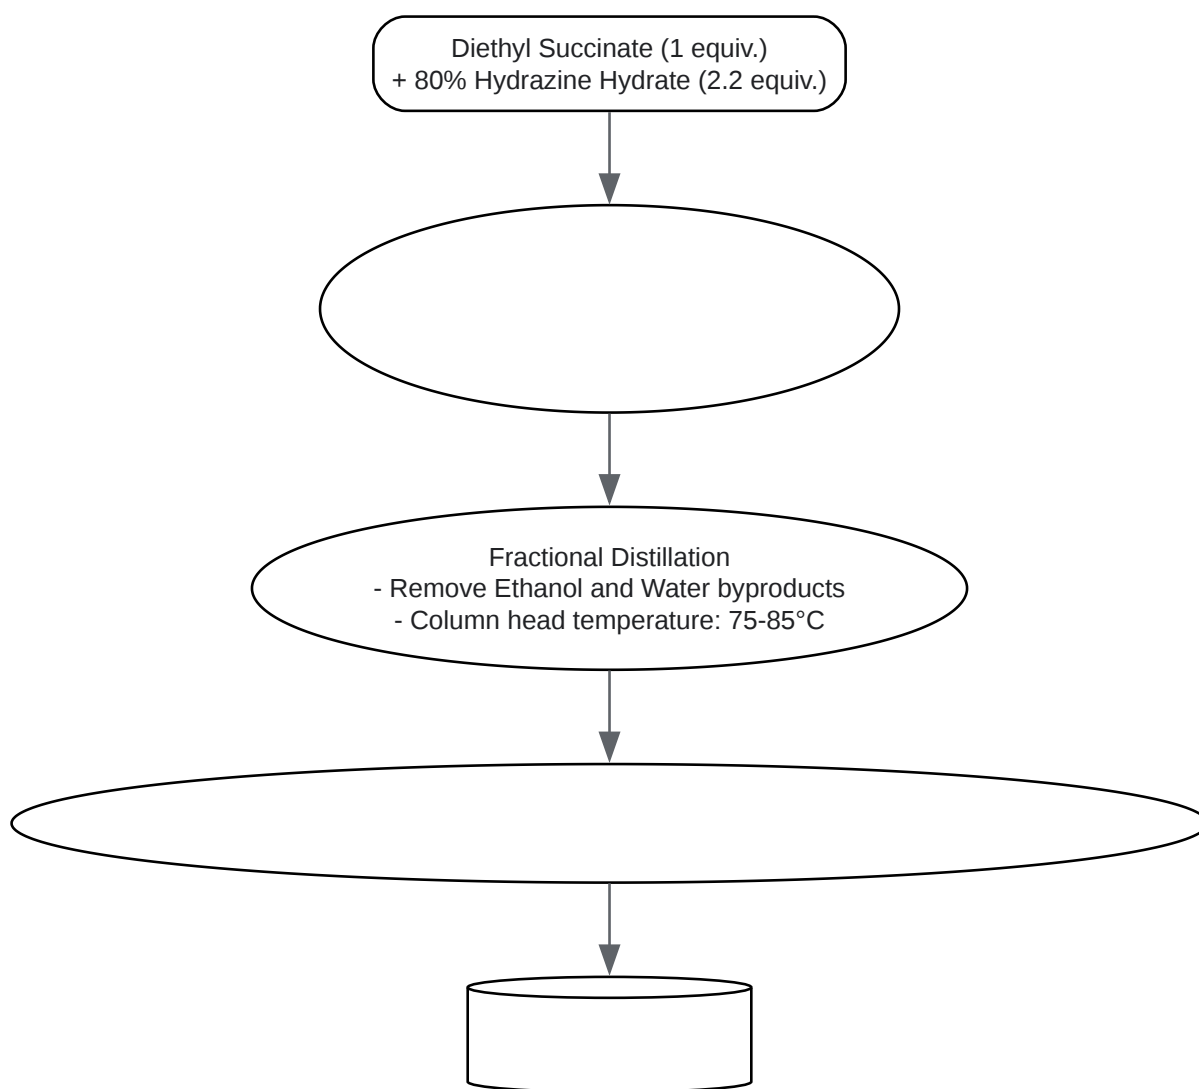 Diethyl Succinate (1 equiv.)
+ 80% Hydrazine Hydrate (2.2 equiv.)
Fractional Distillation
- Remove Ethanol and Water byproducts
- Column head temperature: 75-85°C